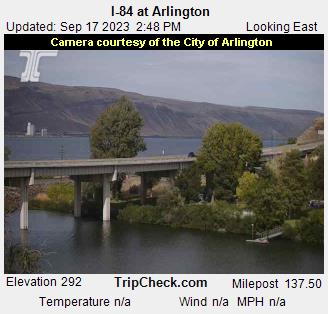 I-84 at Arlington
Updated: Sep 17 2023 2:48 PM Looking East
Camera courtesy of the City of Arlington
Elevation 292 TripCheck.com Milepost 137.50
Temperature n/a Wind n/a MPH n/a